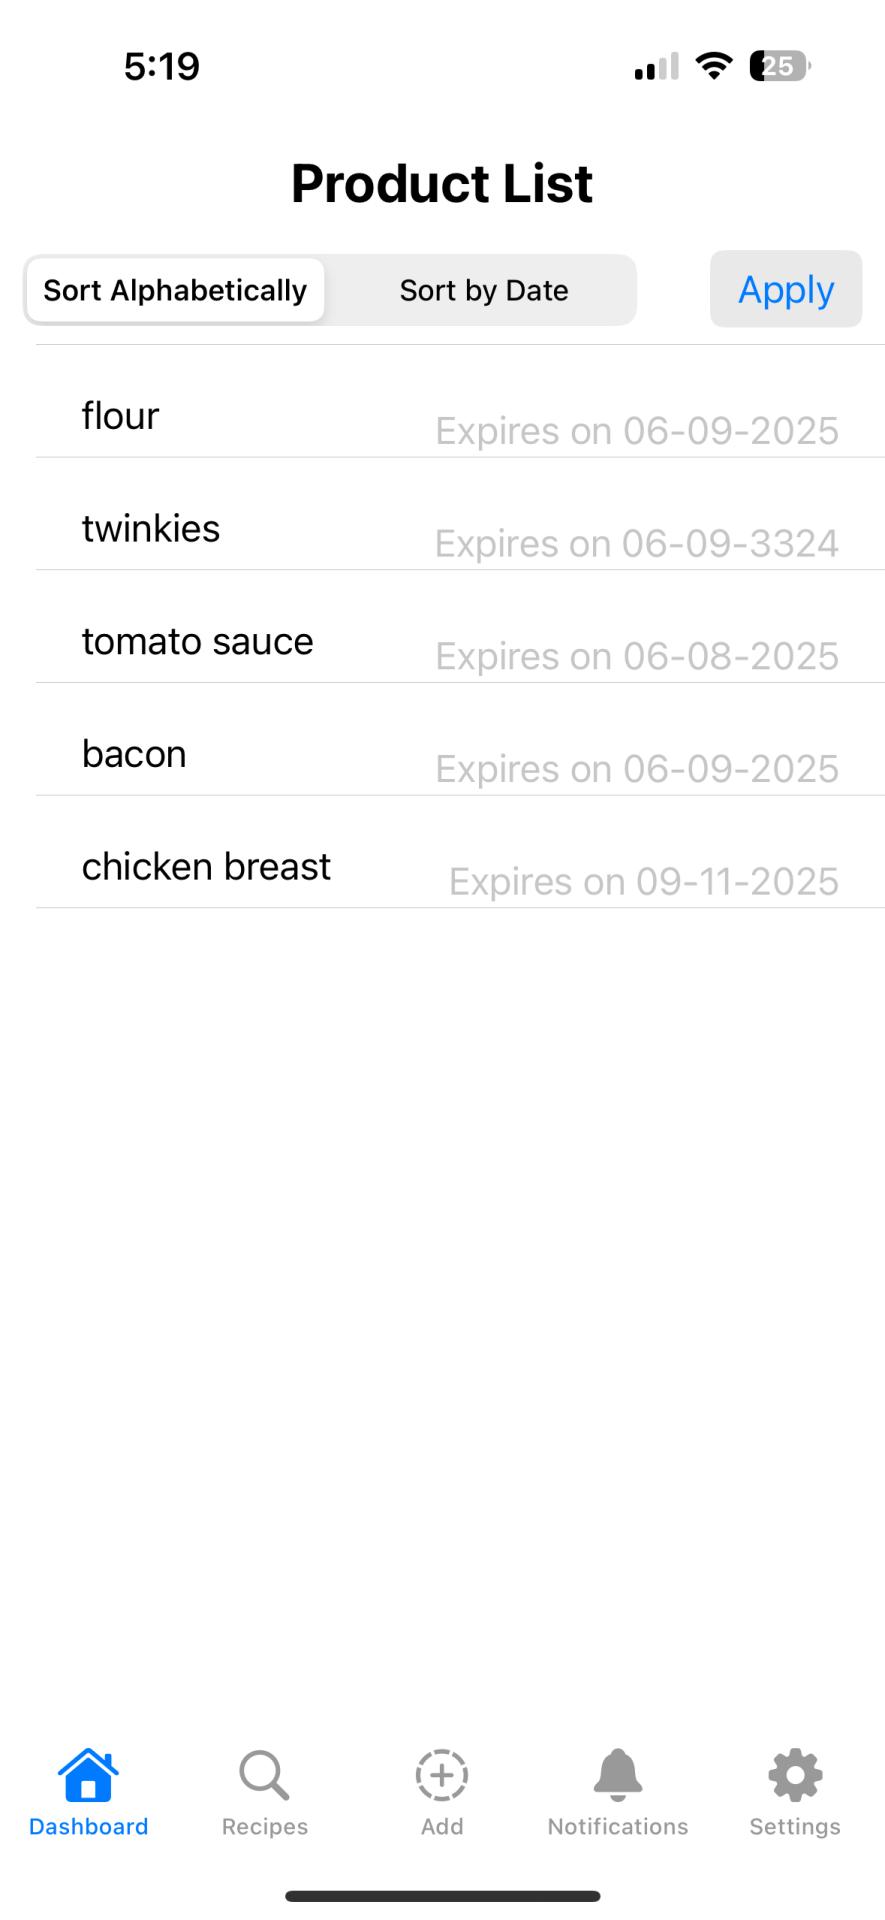 5:19 25
Product List
Sort Alphabetically Sort by Date Apply
flour Expires on 06-09-2025
twinkies Expires on 06-09-3324
tomato sauce Expires on 06-08-2025
bacon Expires on 06-09-2025
chicken breast Expires on 09-11-2025
Dashboard Recipes Add Notifications Settings